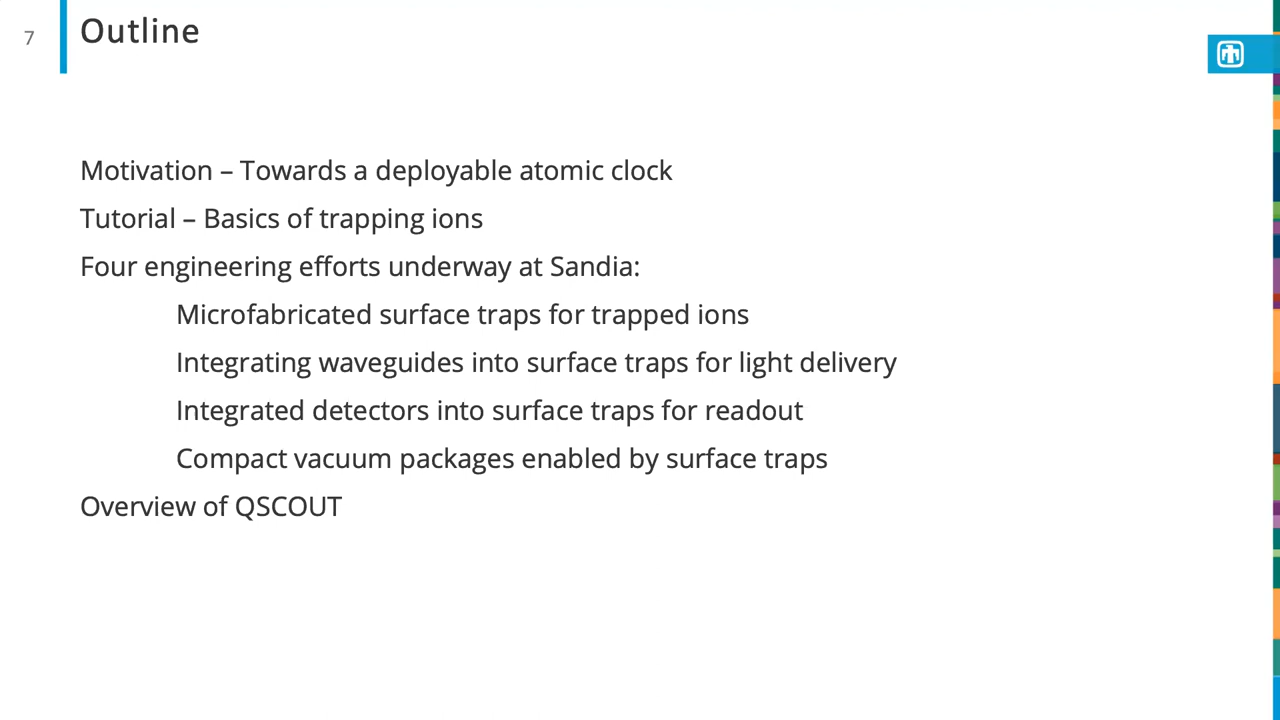 7
Outline
Motivation – Towards a deployable atomic clock
Tutorial – Basics of trapping ions
Four engineering efforts underway at Sandia:
Microfabricated surface traps for trapped ions
Integrating waveguides into surface traps for light delivery
Integrated detectors into surface traps for readout
Compact vacuum packages enabled by surface traps
Overview of QSCOUT